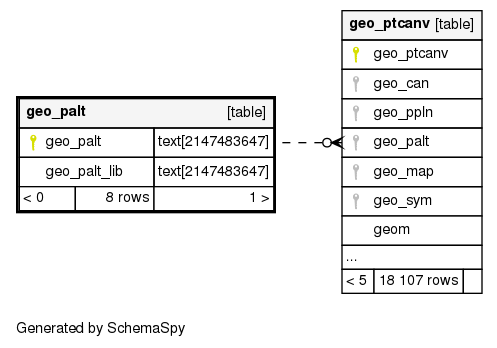 geo_ptcanv [table]
geo_ptcanv
geo_can
geo_ppln
geo_palt
geo_map
geo_sym
geom
...
< 5 18 107 rows
geo_palt [table]
geo_palt text[2147483647]
geo_palt_lib text[2147483647]
< 0 8 rows 1 >
Generated by SchemaSpy